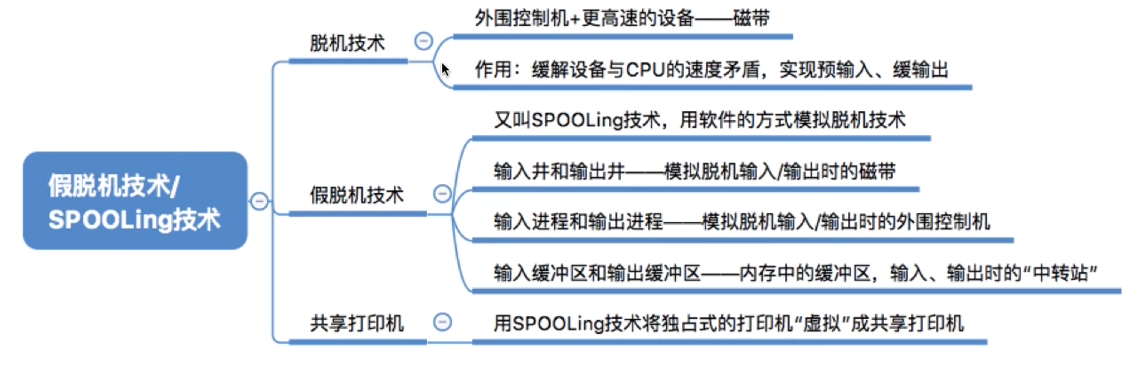 外围控制机+更高速的设备——磁带
脱机技术
作用：缓解设备与CPU的速度矛盾，实现预输入、缓输出
又叫SPOOLing技术，用软件的方式模拟脱机技术
输入井和输出井——模拟脱机输入/输出时的磁带
假脱机技术/
SPOOLing技术
假脱机技术
输入进程和输出进程——模拟脱机输入/输出时的外围控制机
输入缓冲区和输出缓冲区——内存中的缓冲区，输入、输出时的“中转站”
共享打印机
用SPOOLing技术将独占式的打印机“虚拟”成共享打印机